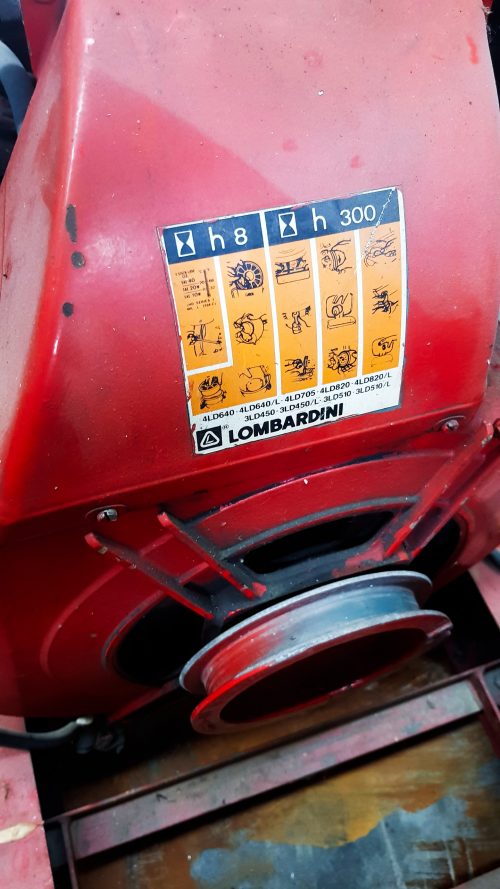 h 8
h 300
4LD640-4LD640/L-4LD705-4LD820-4LD820/L
3LD450-3LD450/L-3LD510-3LD510/L
® LOMBARDINI